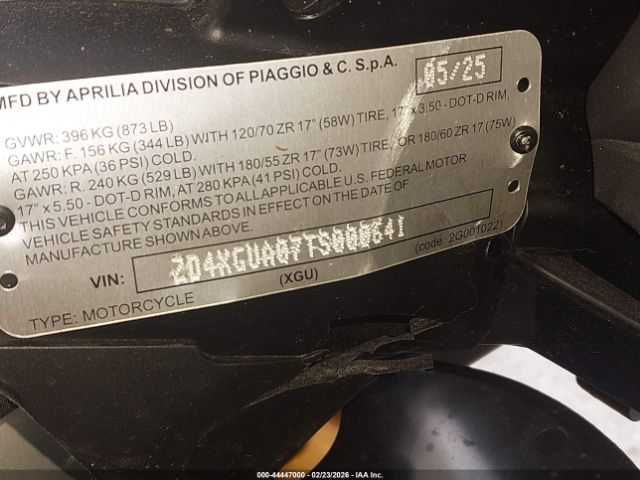 MFD BY APRILIA DIVISION OF PIAGGIO & C. S.p.A. 05/25
GVWR: 396 KG (873 LB)
GAWR: F. 156 KG (344 LB) WITH 120/70 ZR 17" (58W) TIRE, 17" x 3.50 - DOT-D RIM,
AT 250 KPA (36 PSI) COLD.
GAWR: R. 240 KG (529 LB) WITH 180/55 ZR 17" (73W) TIRE, OR 180/60 ZR 17 (75W)
17" x 5.50 - DOT-D RIM, AT 280 KPA (41 PSI) COLD.
THIS VEHICLE CONFORMS TO ALL APPLICABLE U.S. FEDERAL MOTOR
VEHICLE SAFETY STANDARDS IN EFFECT ON THE DATE OF
MANUFACTURE SHOWN ABOVE.
VIN: ZD4XGUA07TS000641
TYPE: MOTORCYCLE (XGU) (code 2G001022)
000-44447000 - 02/23/2026 - IAA Inc.